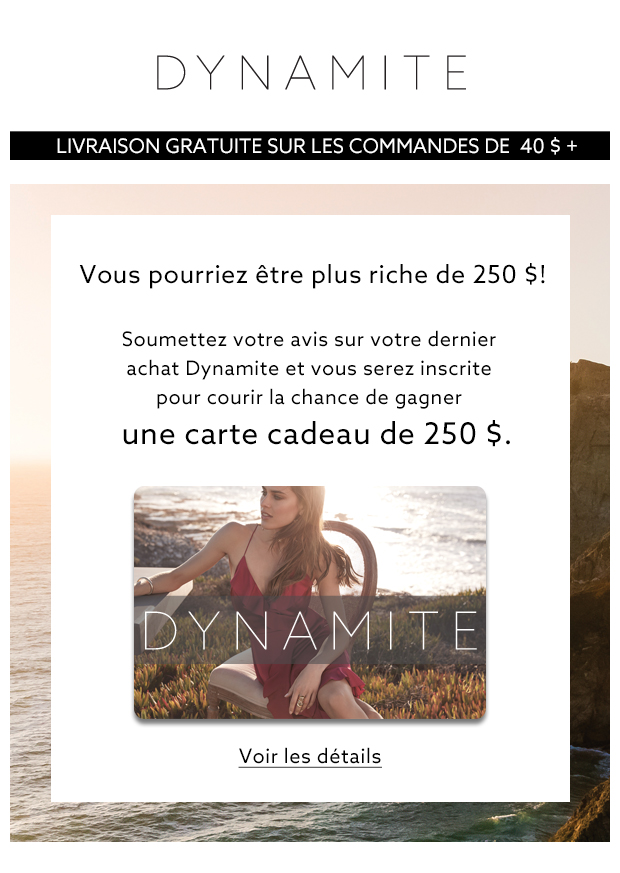 DYNAMITE
LIVRAISON GRATUITE SUR LES COMMANDES DE 40 $ +
Vous pourriez être plus riche de 250 $!
Soumettez votre avis sur votre dernier
achat Dynamite et vous serez inscrite
pour courir la chance de gagner
une carte cadeau de 250 $.
DYNAMITE
Voir les détails